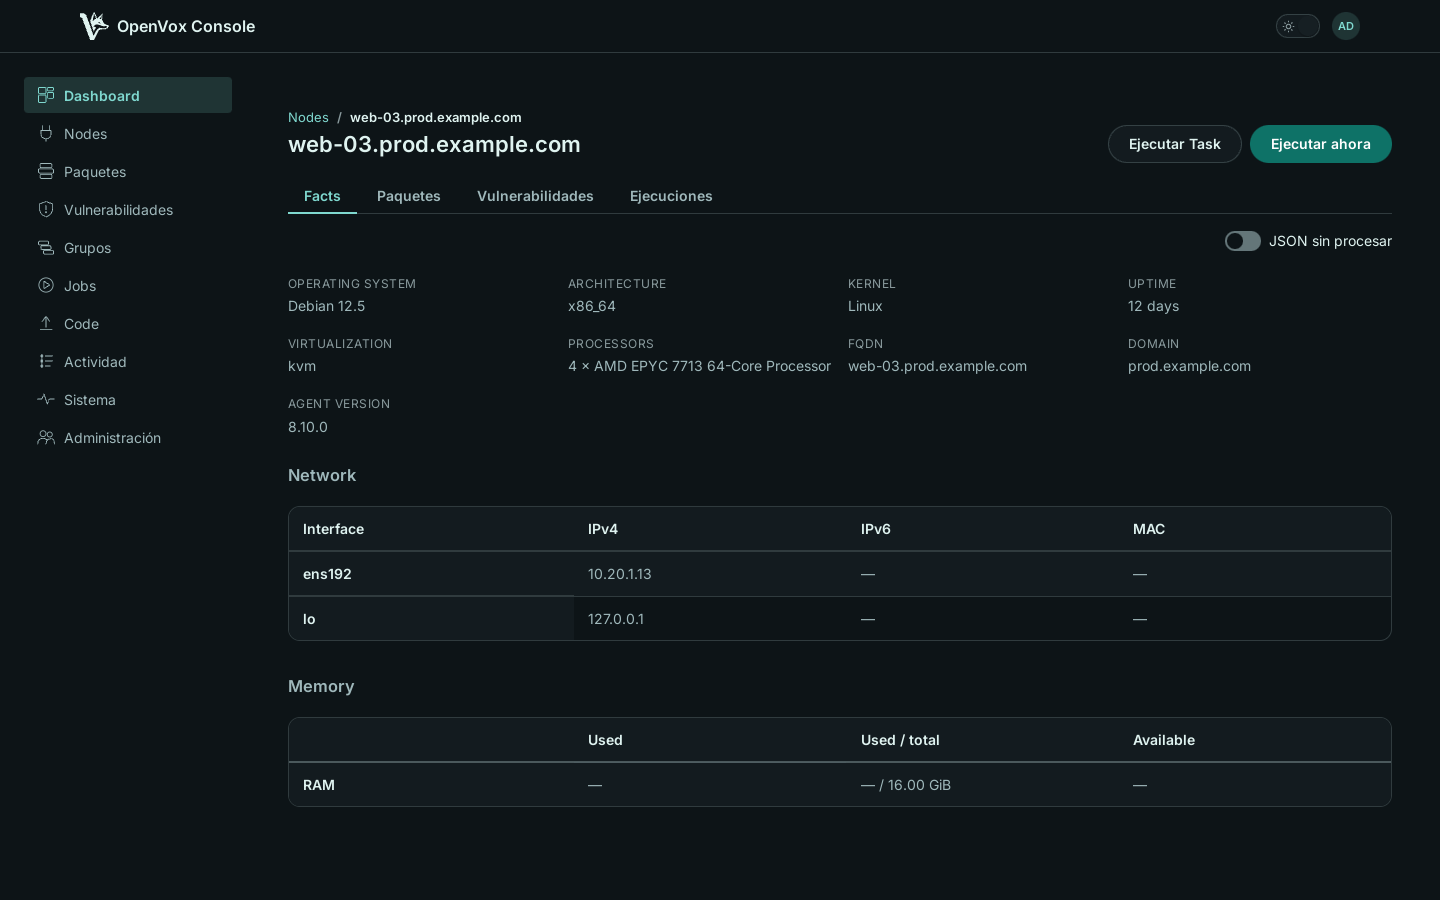 OpenVox Console
AD
Dashboard
Nodes
Paquetes
Vulnerabilidades
Grupos
Jobs
Code
Actividad
Sistema
Administración
Nodes / web-03.prod.example.com
web-03.prod.example.com
Ejecutar Task
Ejecutar ahora
Facts Paquetes Vulnerabilidades Ejecuciones
JSON sin procesar
OPERATING SYSTEM ARCHITECTURE KERNEL UPTIME
Debian 12.5 x86_64 Linux 12 days
VIRTUALIZATION PROCESSORS FQDN DOMAIN
kvm 4 × AMD EPYC 7713 64-Core Processor web-03.prod.example.com prod.example.com
AGENT VERSION
8.10.0
Network
Interface IPv4 IPv6 MAC
ens192 10.20.1.13 — —
lo 127.0.0.1 — —
Memory
Used Used / total Available
RAM — — / 16.00 GiB —